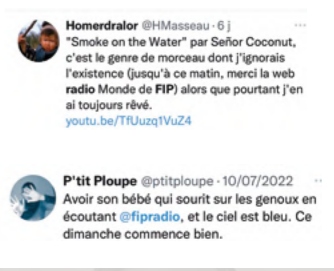 Homerdralor @HMasseau · 6 j
"Smoke on the Water" par Señor Coconut,
c'est le genre de morceau dont j'ignorais
l'existence (jusqu'à ce matin, merci la web
radio Monde de FIP) alors que pourtant j'en
ai toujours rêvé.
youtu.be/TfUuzq1VuZ4
P'tit Ploupe @ptitploupe · 10/07/2022
Avoir son bébé qui sourit sur les genoux en
écoutant @fipradio, et le ciel est bleu. Ce
dimanche commence bien.